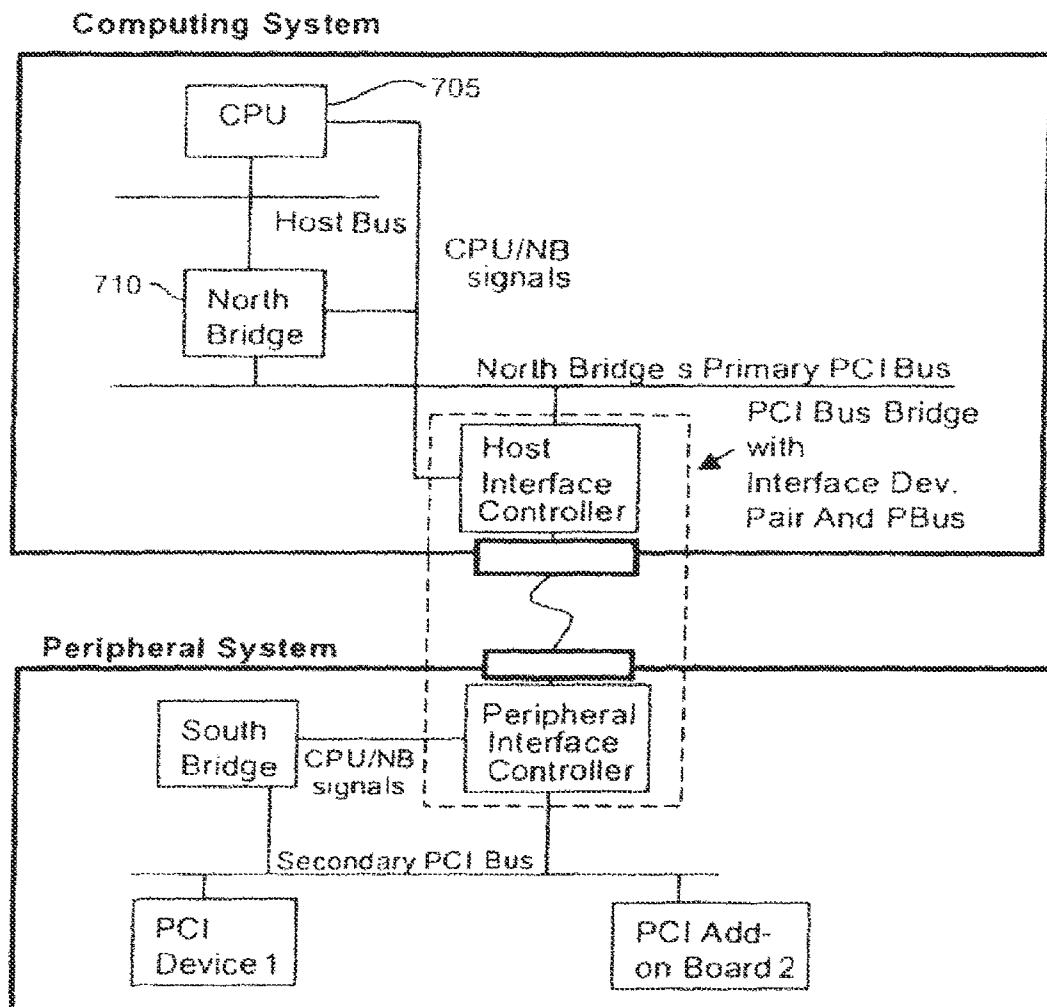 Computing System
705
CPU
Host Bus
CPU/NB
signals
710
North
Bridge
North Bridge s Primary PCI Bus
PCI Bus Bridge
with
Interface Dev.
Pair And PBus
Host
Interface
Controller
Peripheral System
South
Bridge
CPU/NB
signals
Peripheral
Interface
Controller
Secondary PCI Bus
PCI
Device 1
PCI Add-
on Board 2